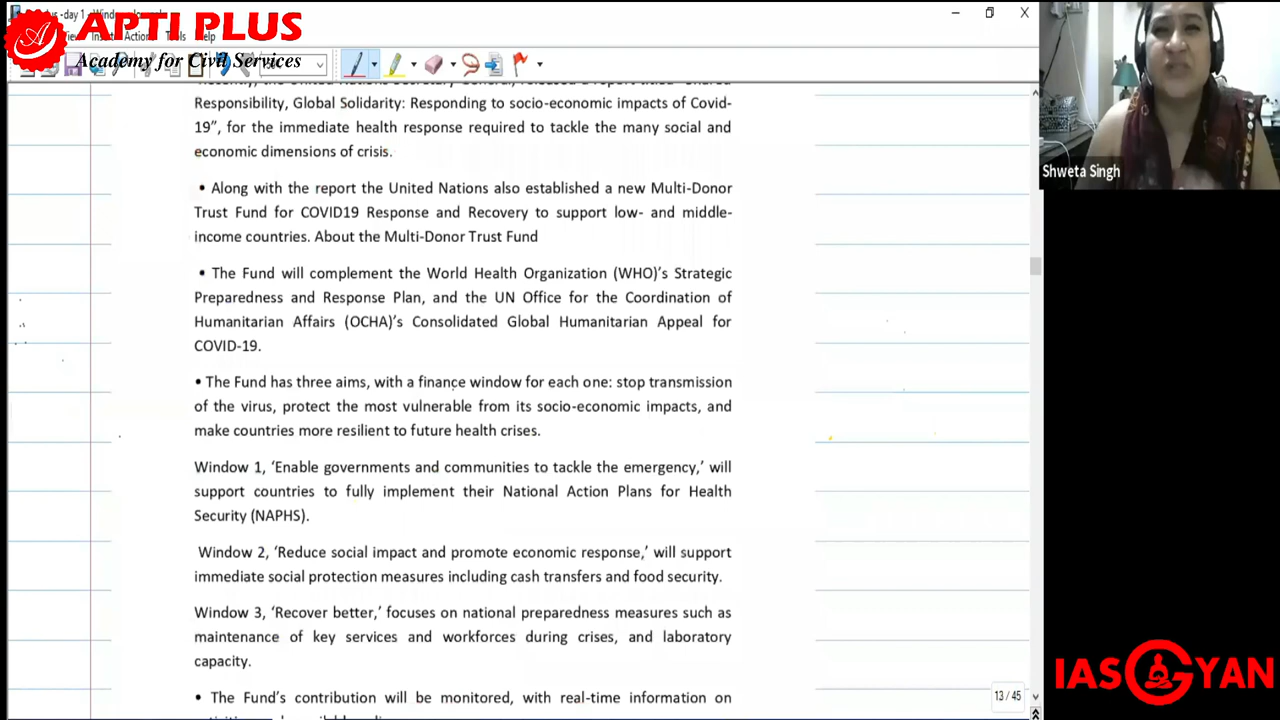 APTI PLUS
Academy for Civil Services
-day 1 - Wind
Actions Tools Help
Responsibility, Global Solidarity: Responding to socio-economic impacts of Covid-
19”, for the immediate health response required to tackle the many social and
economic dimensions of crisis.
• Along with the report the United Nations also established a new Multi-Donor
Trust Fund for COVID19 Response and Recovery to support low- and middle-
income countries. About the Multi-Donor Trust Fund
• The Fund will complement the World Health Organization (WHO)’s Strategic
Preparedness and Response Plan, and the UN Office for the Coordination of
Humanitarian Affairs (OCHA)’s Consolidated Global Humanitarian Appeal for
COVID-19.
• The Fund has three aims, with a finance window for each one: stop transmission
of the virus, protect the most vulnerable from its socio-economic impacts, and
make countries more resilient to future health crises.
Window 1, ‘Enable governments and communities to tackle the emergency,’ will
support countries to fully implement their National Action Plans for Health
Security (NAPHS).
Window 2, ‘Reduce social impact and promote economic response,’ will support
immediate social protection measures including cash transfers and food security.
Window 3, ‘Recover better,’ focuses on national preparedness measures such as
maintenance of key services and workforces during crises, and laboratory
capacity.
• The Fund’s contribution will be monitored, with real-time information on
13 / 45
Shweta Singh
IAS GYAN